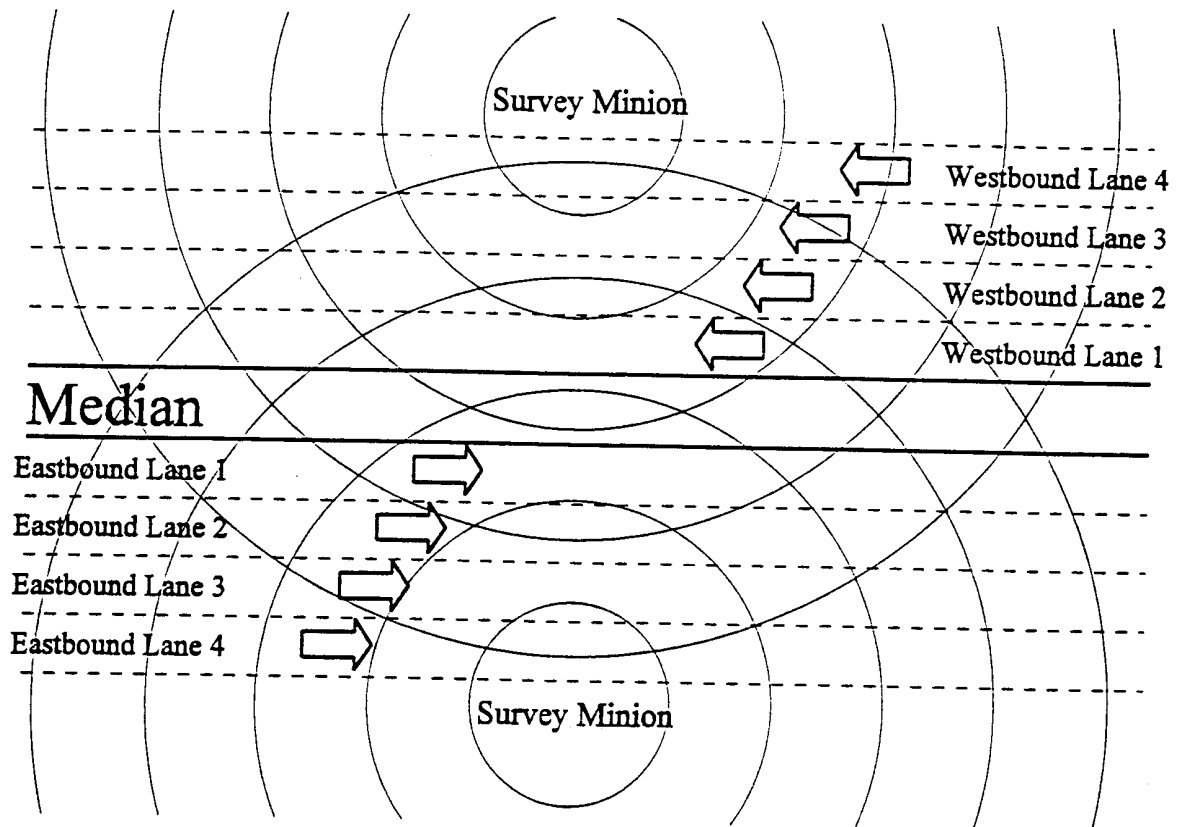 Survey Minion
Westbound Lane 4
Westbound Lane 3
Westbound Lane 2
Westbound Lane 1
Median
Eastbound Lane 1
Eastbound Lane 2
Eastbound Lane 3
Eastbound Lane 4
Survey Minion